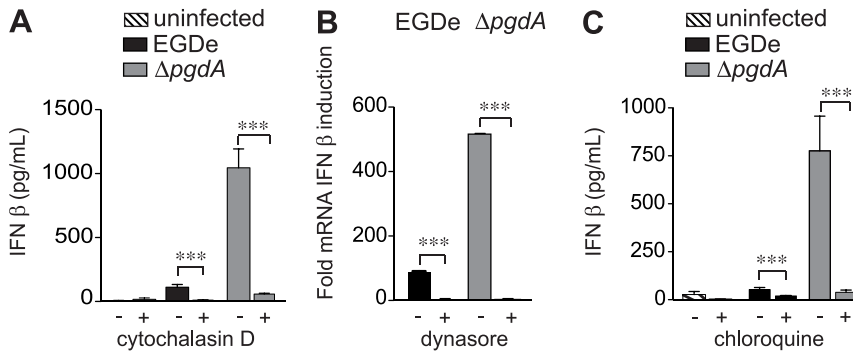 A
uninfected
EGDe
ΔpgdA
IFN β (pg/mL)
1500
1000
500
0
***
***
- + - + - +
cytochalasin D
B
EGDe ΔpgdA
Fold mRNA IFN β induction
600
400
200
0
***
***
- + - +
dynasore
C
uninfected
EGDe
ΔpgdA
IFN β (pg/mL)
1000
750
500
250
0
***
***
- + - + - +
chloroquine